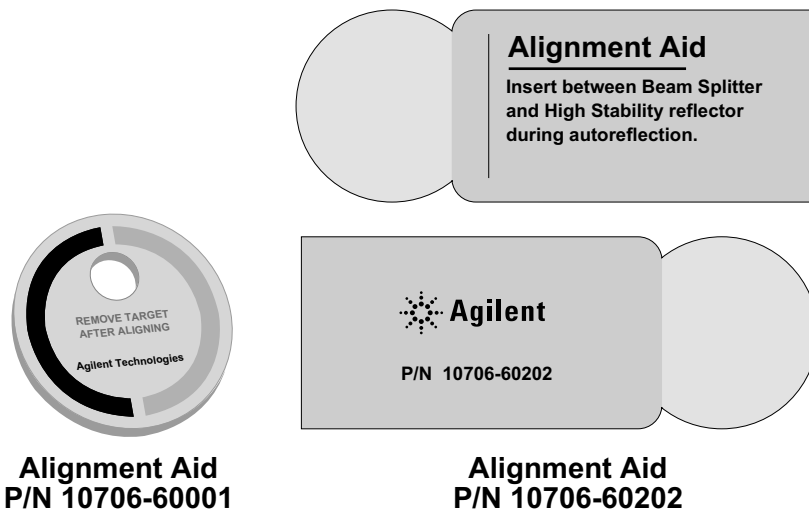 Alignment Aid
Insert between Beam Splitter
and High Stability reflector
during autoreflection.
REMOVE TARGET
AFTER ALIGNING
Agilent Technologies
Agilent
P/N 10706-60202
Alignment Aid
P/N 10706-60001
Alignment Aid
P/N 10706-60202